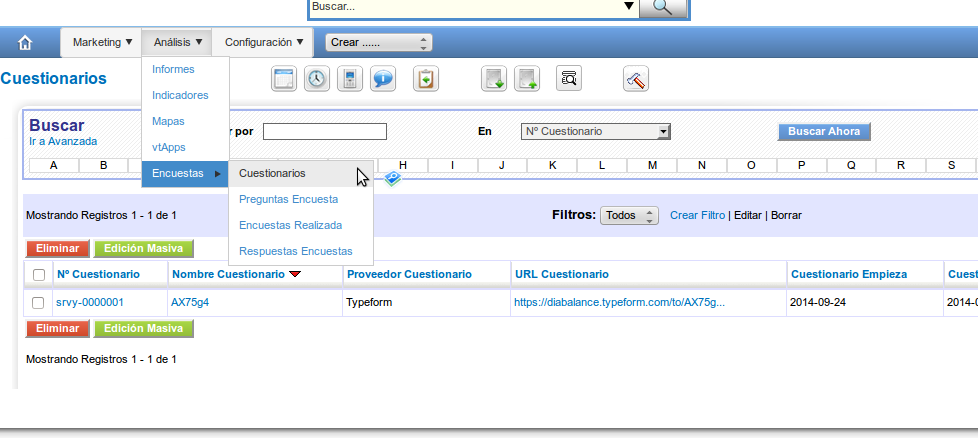 Buscar...
Marketing ▼ Análisis ▼ Configuración ▼ Crear ......
Cuestionarios
Informes
Indicadores
Mapas
vtApps
Encuestas
Cuestionarios
Preguntas Encuesta
Encuestas Realizada
Respuestas Encuestas
Buscar
Ir a Avanzada
r por En Nº Cuestionario Buscar Ahora
A B H I J K L M N O P Q R S
Mostrando Registros 1 - 1 de 1 Filtros: Todos Crear Filtro | Editar | Borrar
Eliminar Edición Masiva
Nº Cuestionario Nombre Cuestionario Proveedor Cuestionario URL Cuestionario Cuestionario Empieza Cuest
srvy-0000001 AX75g4 Typeform https://diabalance.typeform.com/to/AX75g... 2014-09-24 2014-0
Eliminar Edición Masiva
Mostrando Registros 1 - 1 de 1